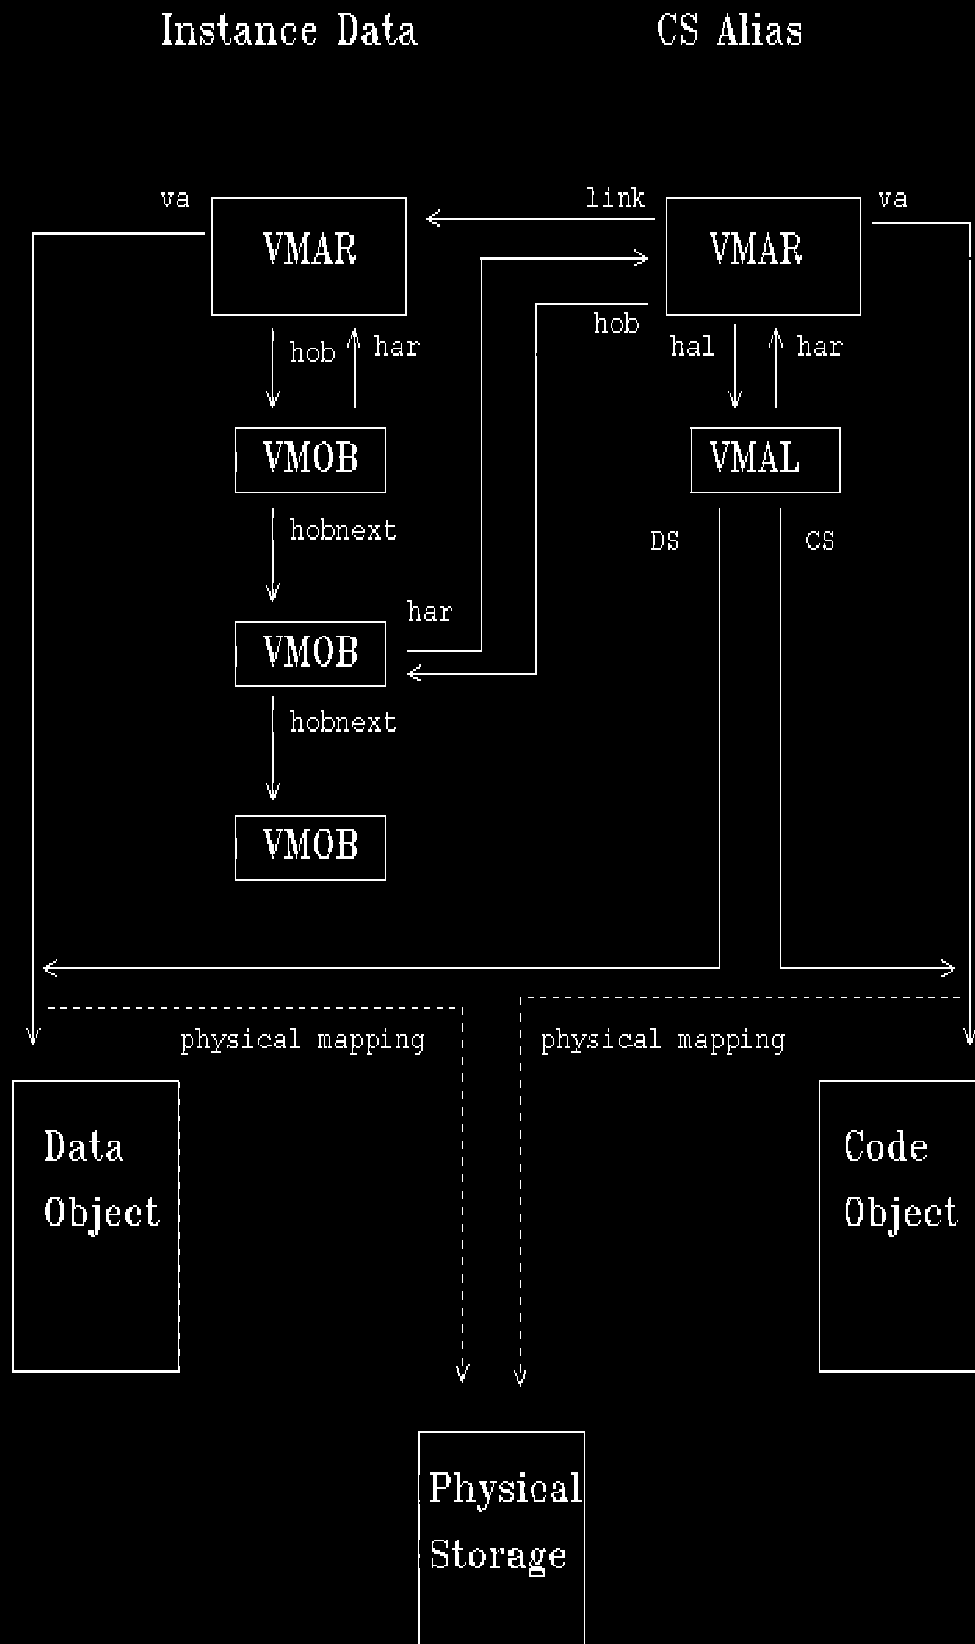 Instance Data
CS Alias
va
link
va
VMAR
VMAR
hob
hob
har
hal
har
VMOB
VMAL
hobnext
DS
CS
har
VMOB
hobnext
VMOB
physical mapping
physical mapping
Data
Object
Code
Object
Physical
Storage